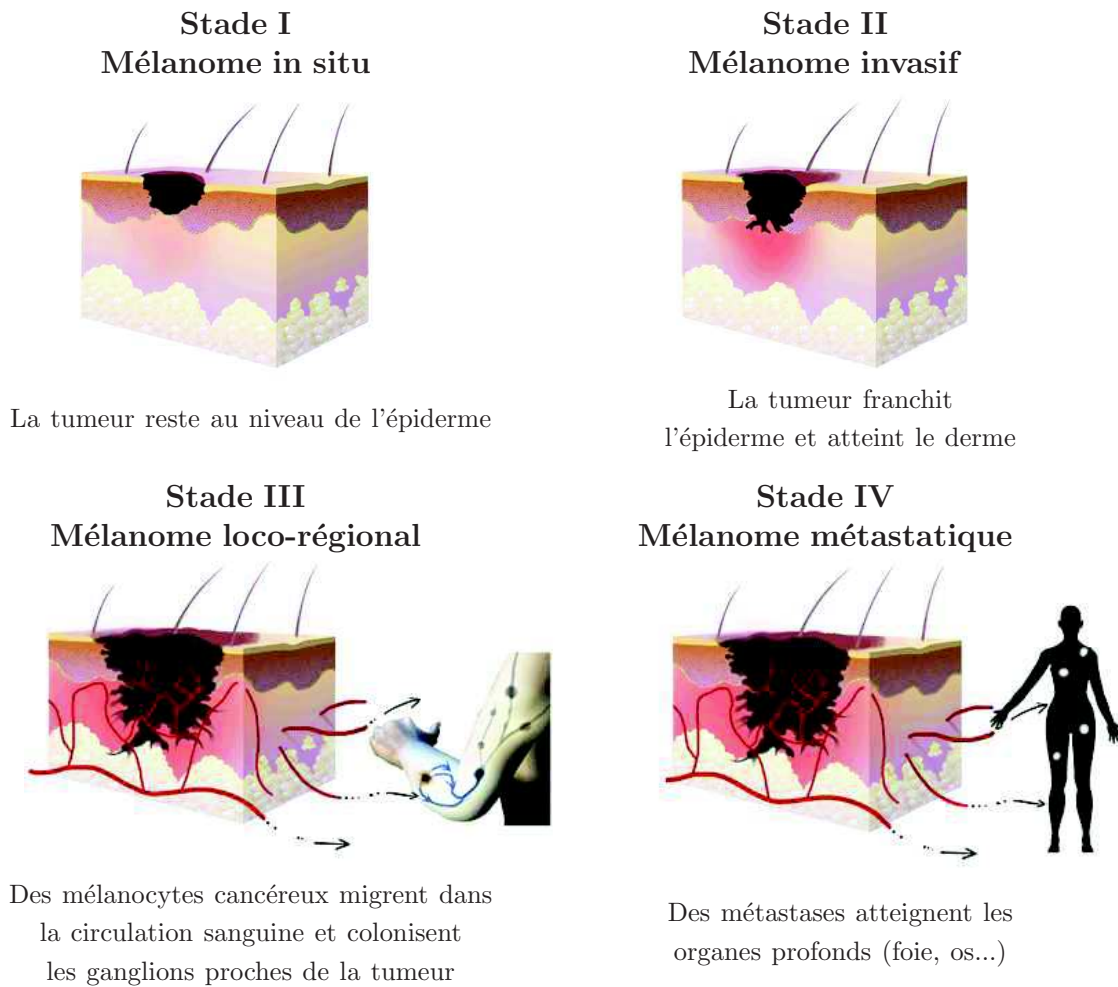 Stade I
Mélanome in situ
Stade II
Mélanome invasif
La tumeur reste au niveau de l'épiderme
La tumeur franchit
l'épiderme et atteint le derme
Stade III
Mélanome loco-régional
Stade IV
Mélanome métastatique
Des mélanocytes cancéreux migrent dans
la circulation sanguine et colonisent
les ganglions proches de la tumeur
Des métastases atteignent les
organes profonds (foie, os...)